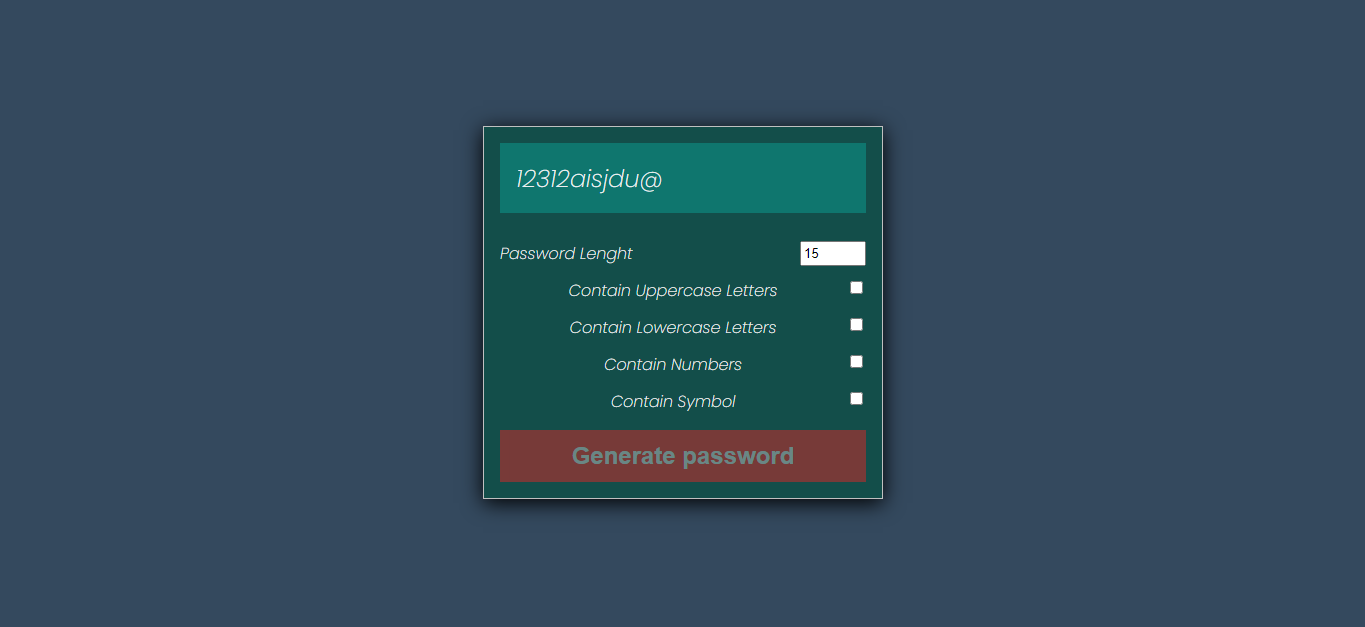 12312aisjdu@
Password Lenght 15
Contain Uppercase Letters
Contain Lowercase Letters
Contain Numbers
Contain Symbol
Generate password